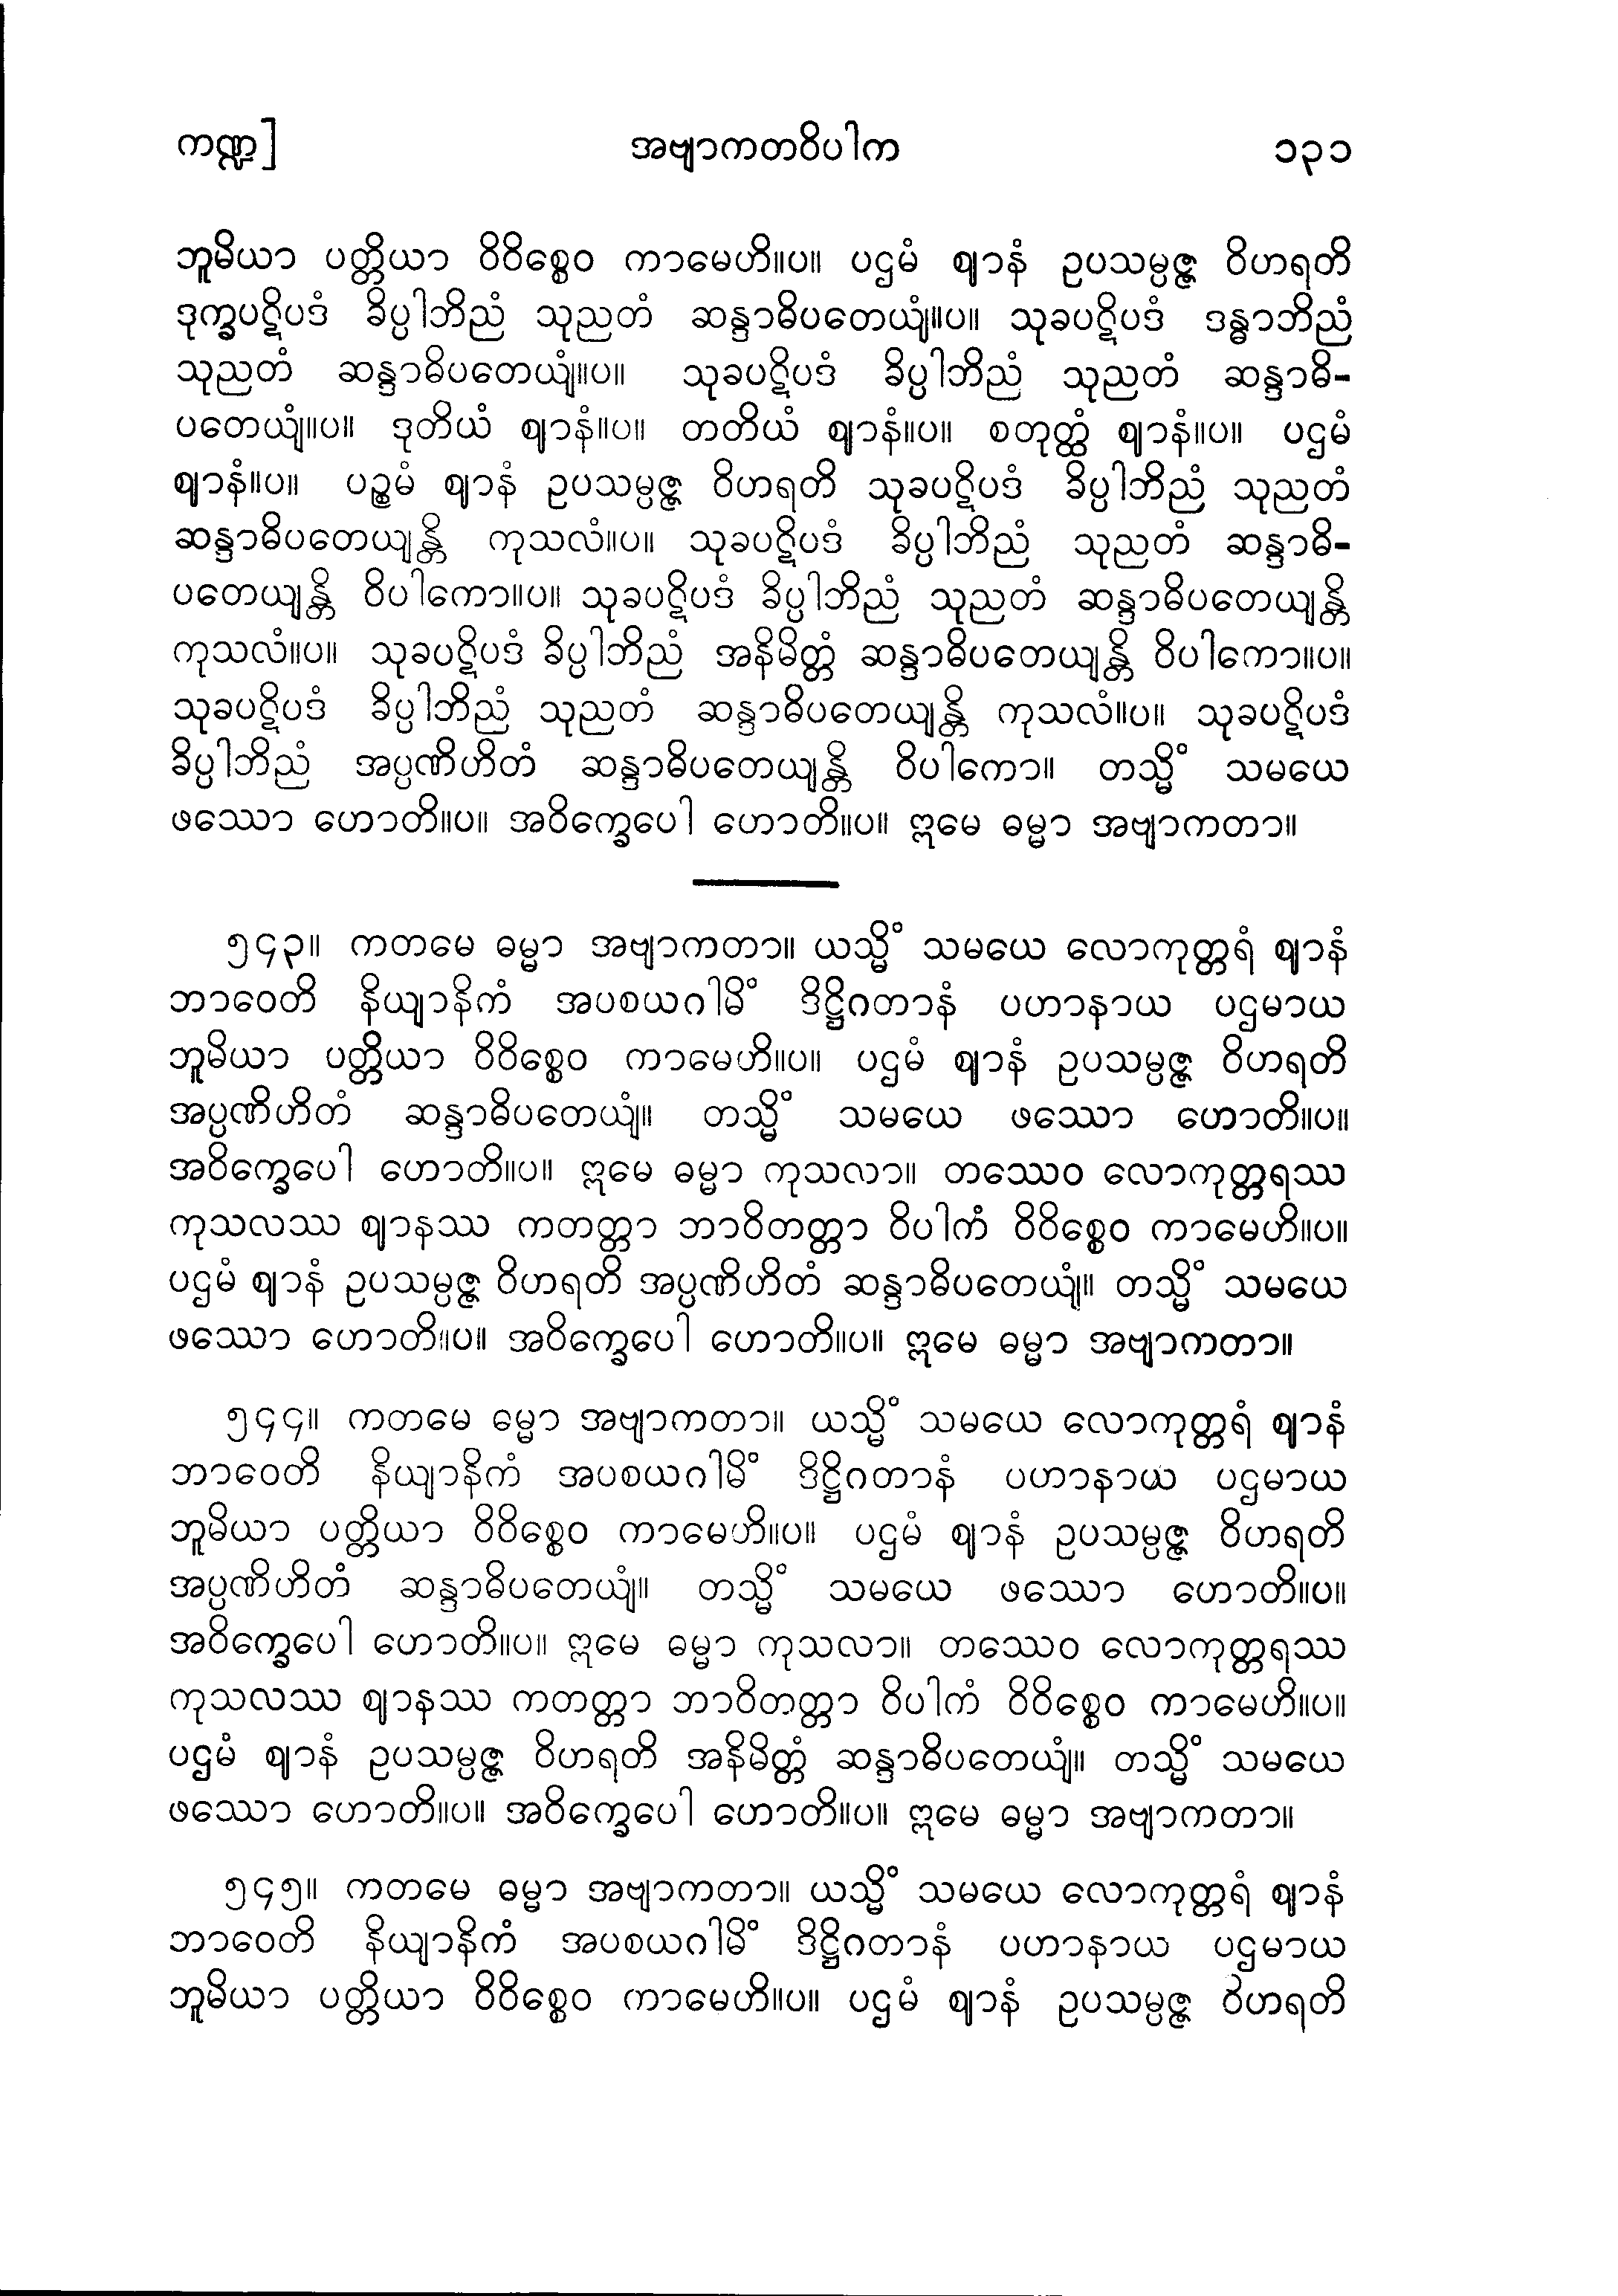 ကဏ္ဍ] အဗျာကတဝိပါက ၁၃၁
ဘူမိယာ ပတ္တိယာ ဝိဝိစ္စေဝ ကာမေဟိ။ပ။ ပဌမံ ဈာနံ ဥပသမ္ပဇ္ဇ ဝိဟရတိ
ဒုက္ခပဋိပဒံ ခိပ္ပါဘိညံ သုညတံ ဆန္ဒာဓိပတေယျံ။ပ။ သုခပဋိပဒံ ဒန္ဓာဘိညံ
သုညတံ ဆန္ဒာဓိပတေယျံ။ပ။ သုခပဋိပဒံ ခိပ္ပါဘိညံ သုညတံ ဆန္ဒာဓိ-
ပတေယျံ။ပ။ ဒုတိယံ ဈာနံ။ပ။ တတိယံ ဈာနံ။ပ။ စတုတ္ထံ ဈာနံ။ပ။ ပဌမံ
ဈာနံ။ပ။ ပဉ္စမံ ဈာနံ ဥပသမ္ပဇ္ဇ ဝိဟရတိ သုခပဋိပဒံ ခိပ္ပါဘိညံ သုညတံ
ဆန္ဒာဓိပတေယျန္တိ ကုသလံ။ပ။ သုခပဋိပဒံ ခိပ္ပါဘိညံ သုညတံ ဆန္ဒာဓိ-
ပတေယျန္တိ ဝိပါကော။ပ။ သုခပဋိပဒံ ခိပ္ပါဘိညံ သုညတံ ဆန္ဒာဓိပတေယျန္တိ
ကုသလံ။ပ။ သုခပဋိပဒံ ခိပ္ပါဘိညံ အနိမိတ္တံ ဆန္ဒာဓိပတေယျန္တိ ဝိပါကော။ပ။
သုခပဋိပဒံ ခိပ္ပါဘိညံ သုညတံ ဆန္ဒာဓိပတေယျန္တိ ကုသလံ။ပ။ သုခပဋိပဒံ
ခိပ္ပါဘိညံ အပ္ပဏိဟိတံ ဆန္ဒာဓိပတေယျန္တိ ဝိပါကော။ တသ္မိံ သမယေ
ဖဿော ဟောတိ။ပ။ အဝိက္ခေပေါ ဟောတိ။ပ။ ဣမေ ဓမ္မာ အဗျာကတာ။
၅၄၃။ ကတမေ ဓမ္မာ အဗျာကတာ။ ယသ္မိံ သမယေ လောကုတ္တရံ ဈာနံ
ဘာဝေတိ နိယျာနိကံ အပစယဂါမိံ ဒိဋ္ဌိဂတာနံ ပဟာနာယ ပဌမာယ
ဘူမိယာ ပတ္တိယာ ဝိဝိစ္စေဝ ကာမေဟိ။ပ။ ပဌမံ ဈာနံ ဥပသမ္ပဇ္ဇ ဝိဟရတိ
အပ္ပဏိဟိတံ ဆန္ဒာဓိပတေယျံ။ တသ္မိံ သမယေ ဖဿော ဟောတိ။ပ။
အဝိက္ခေပေါ ဟောတိ။ပ။ ဣမေ ဓမ္မာ ကုသလာ။ တဿေဝ လောကုတ္တရဿ
ကုသလဿ ဈာနဿ ကတတ္တာ ဘာဝိတတ္တာ ဝိပါကံ ဝိဝိစ္စေဝ ကာမေဟိ။ပ။
ပဌမံ ဈာနံ ဥပသမ္ပဇ္ဇ ဝိဟရတိ အပ္ပဏိဟိတံ ဆန္ဒာဓိပတေယျံ။ တသ္မိံ သမယေ
ဖဿော ဟောတိ။ပ။ အဝိက္ခေပေါ ဟောတိ။ပ။ ဣမေ ဓမ္မာ အဗျာကတာ။
၅၄၄။ ကတမေ ဓမ္မော အဗျာကတာ။ ယသ္မိံ သမယေ လောကုတ္တရံ ဈာနံ
ဘာဝေတိ နိယျာနိကံ အပစယဂါမိံ ဒိဋ္ဌိဂတာနံ ပဟာနာယ ပဌမာယ
ဘူမိယာ ပတ္တိယာ ဝိဝိစ္စေဝ ကာမေဟိ။ပ။ ပဌမံ ဈာနံ ဥပသမ္ပဇ္ဇ ဝိဟရတိ
အပ္ပဏိဟိတံ ဆန္ဒာဓိပတေယျံ။ တသ္မိံ သမယေ ဖဿော ဟောတိ။ပ။
အဝိက္ခေပေါ ဟောတိ။ပ။ ဣမေ ဓမ္မာ ကုသလာ။ တဿေဝ လောကုတ္တရဿ
ကုသလဿ ဈာနဿ ကတတ္တာ ဘာဝိတတ္တာ ဝိပါကံ ဝိဝိစ္စေဝ ကာမေဟိ။ပ။
ပဌမံ ဈာနံ ဥပသမ္ပဇ္ဇ ဝိဟရတိ အနိမိတ္တံ ဆန္ဒာဓိပတေယျံ။ တသ္မိံ သမယေ
ဖဿော ဟောတိ။ပ။ အဝိက္ခေပေါ ဟောတိ။ပ။ ဣမေ ဓမ္မာ အဗျာကတာ။
၅၄၅။ ကတမေ ဓမ္မာ အဗျာကတာ။ ယသ္မိံ သမယေ လောကုတ္တရံ ဈာနံ
ဘာဝေတိ နိယျာနိကံ အပစယဂါမိံ ဒိဋ္ဌိဂတာနံ ပဟာနာယ ပဌမာယ
ဘူမိယာ ပတ္တိယာ ဝိဝိစ္စေဝ ကာမေဟိ။ပ။ ပဌမံ ဈာနံ ဥပသမ္ပဇ္ဇ ဝိဟရတိ